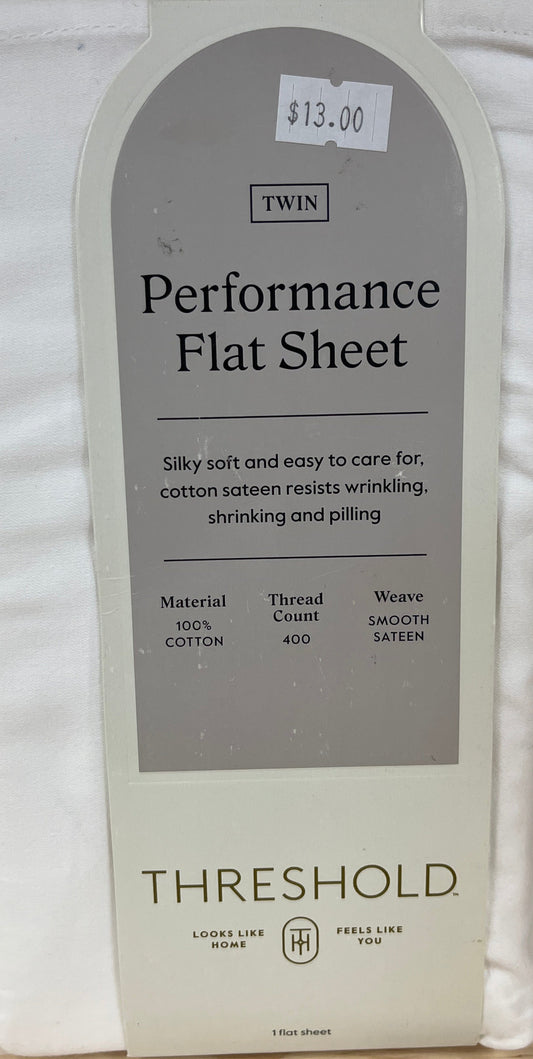 $13.00
TWIN
Performance
Flat Sheet
Silky soft and easy to care for,
cotton sateen resists wrinkling,
shrinking and pilling
Material
100%
COTTON
Thread
Count
400
Weave
SMOOTH
SATEEN
THRESHOLD™
LOOKS LIKE
HOME
FEELS LIKE
YOU
1 flat sheet